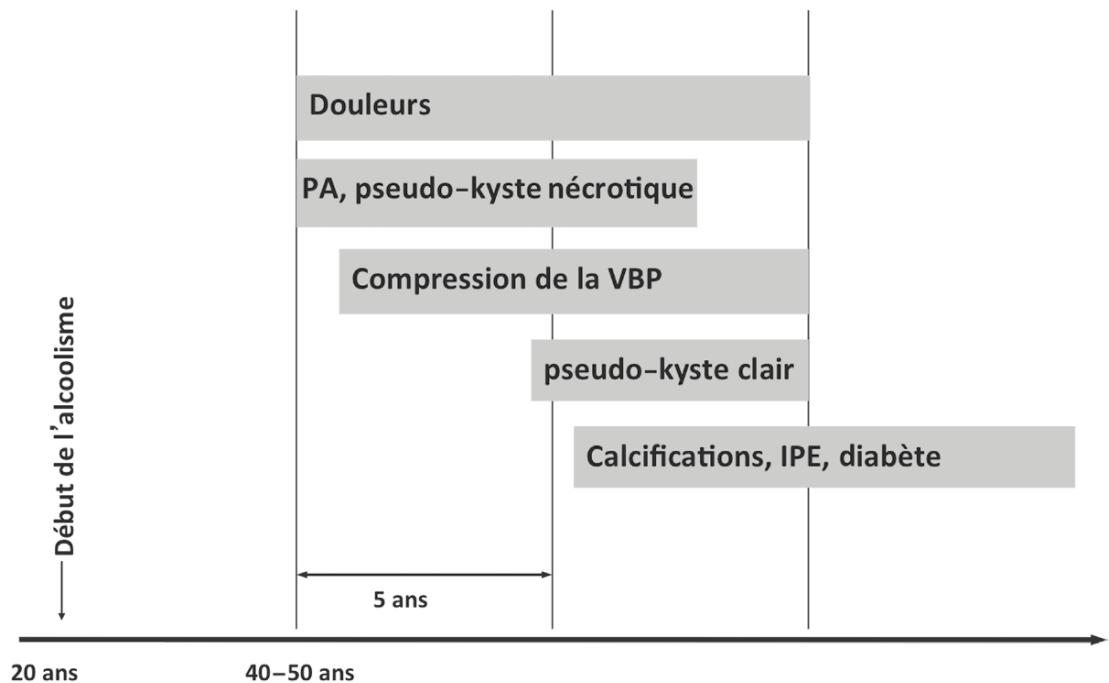 Douleurs
PA, pseudo-kyste nécrotique
Compression de la VBP
pseudo-kyste clair
Calcifications, IPE, diabète
Début de l'alcoolisme
5 ans
20 ans
40-50 ans